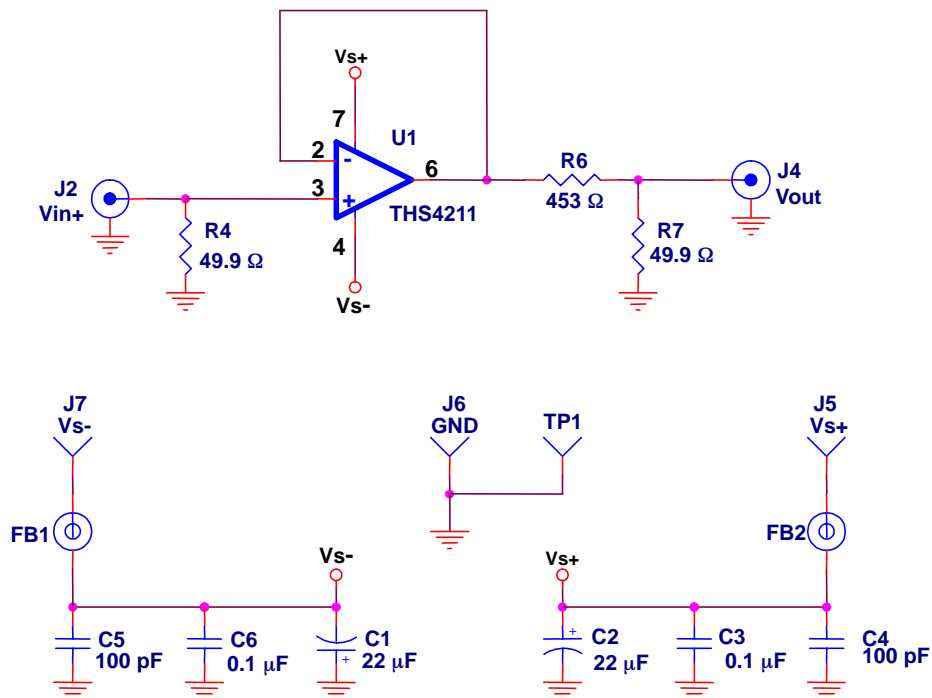 Vs+
7
U1
2
-
6
R6
J2
3
J4
Vin+
+
453 Ω
Vout
THS4211
R4
R7
4
49.9 Ω
49.9 Ω
Vs-
J7
J6
J5
Vs-
GND
TP1
Vs+
FB1
FB2
Vs-
Vs+
C5
C6
C1
+
C2
C3
C4
100 pF
0.1 µF
+
22 µF
22 µF
0.1 µF
100 pF